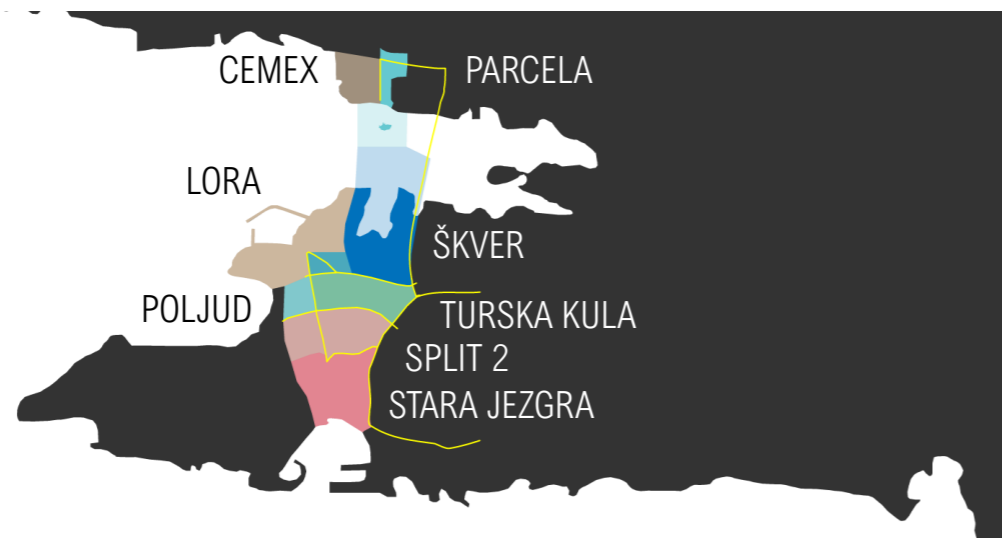 CEMEX
PARCELA
LORA
ŠKVER
POLJUD
TURSKA KULA
SPLIT 2
STARA JEZGRA